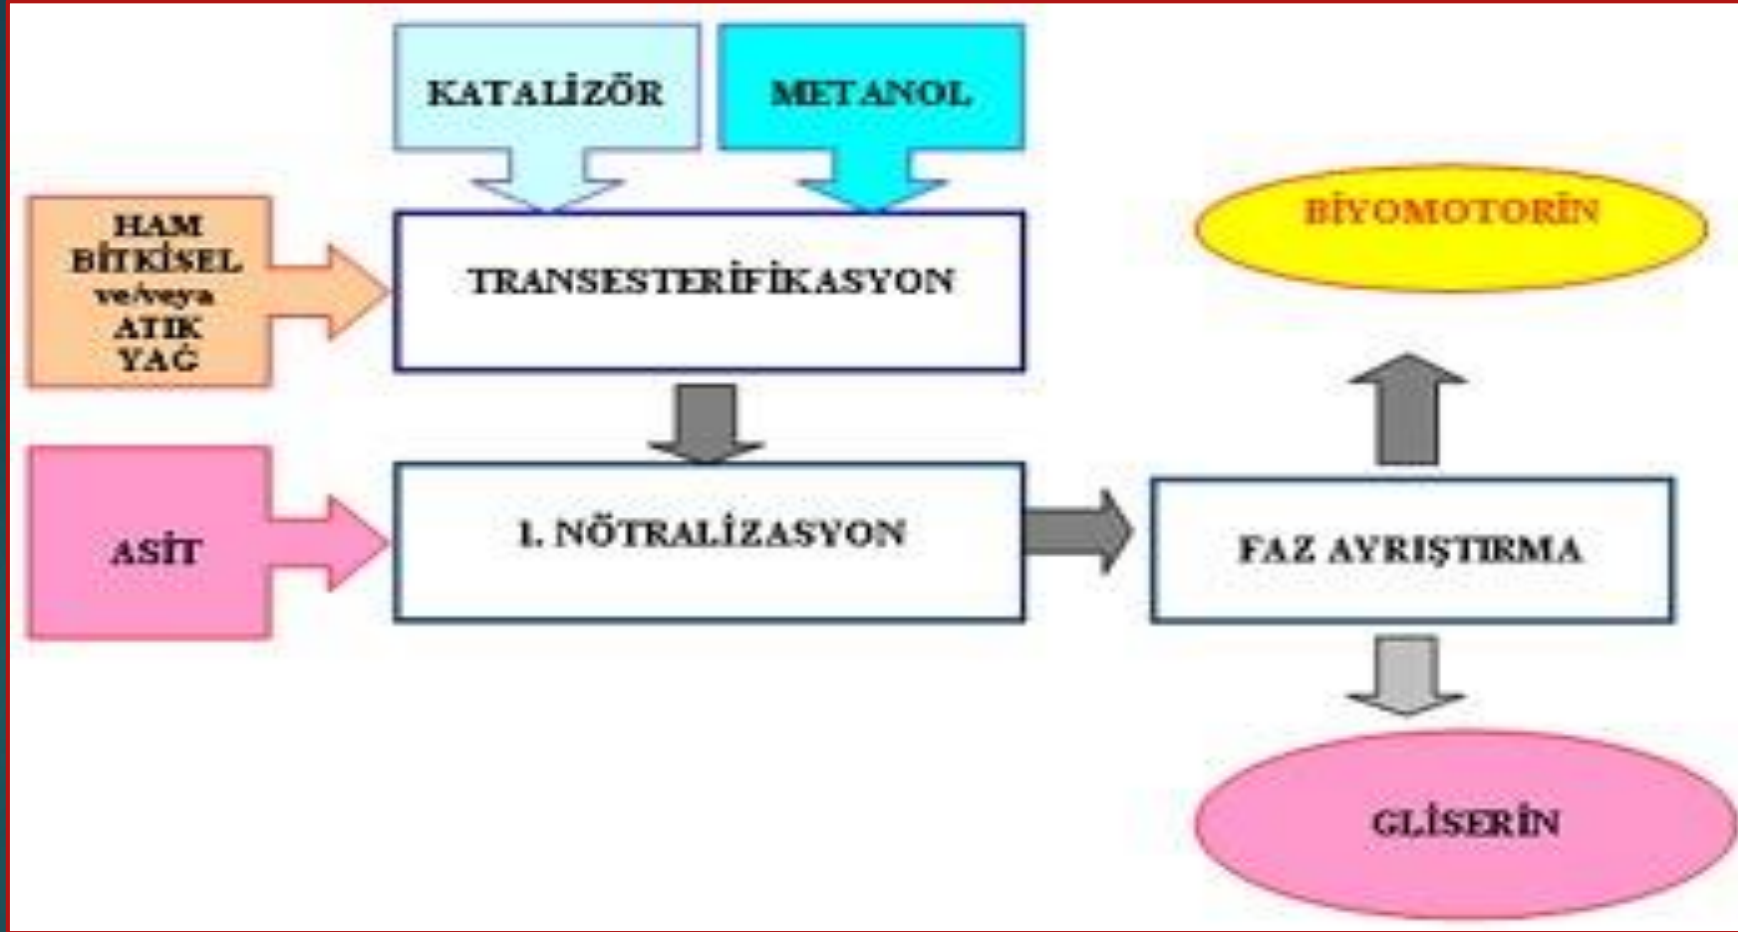 KATALİZÖR
METANOL
HAM
BİTKİSEL
ve/veya
ATIK
YAĞ
TRANSESTERİFİKASYON
BİYOMOTORİN
ASİT
1. NÖTRALİZASYON
FAZ AYRIŞTIRMA
GLİSERİN